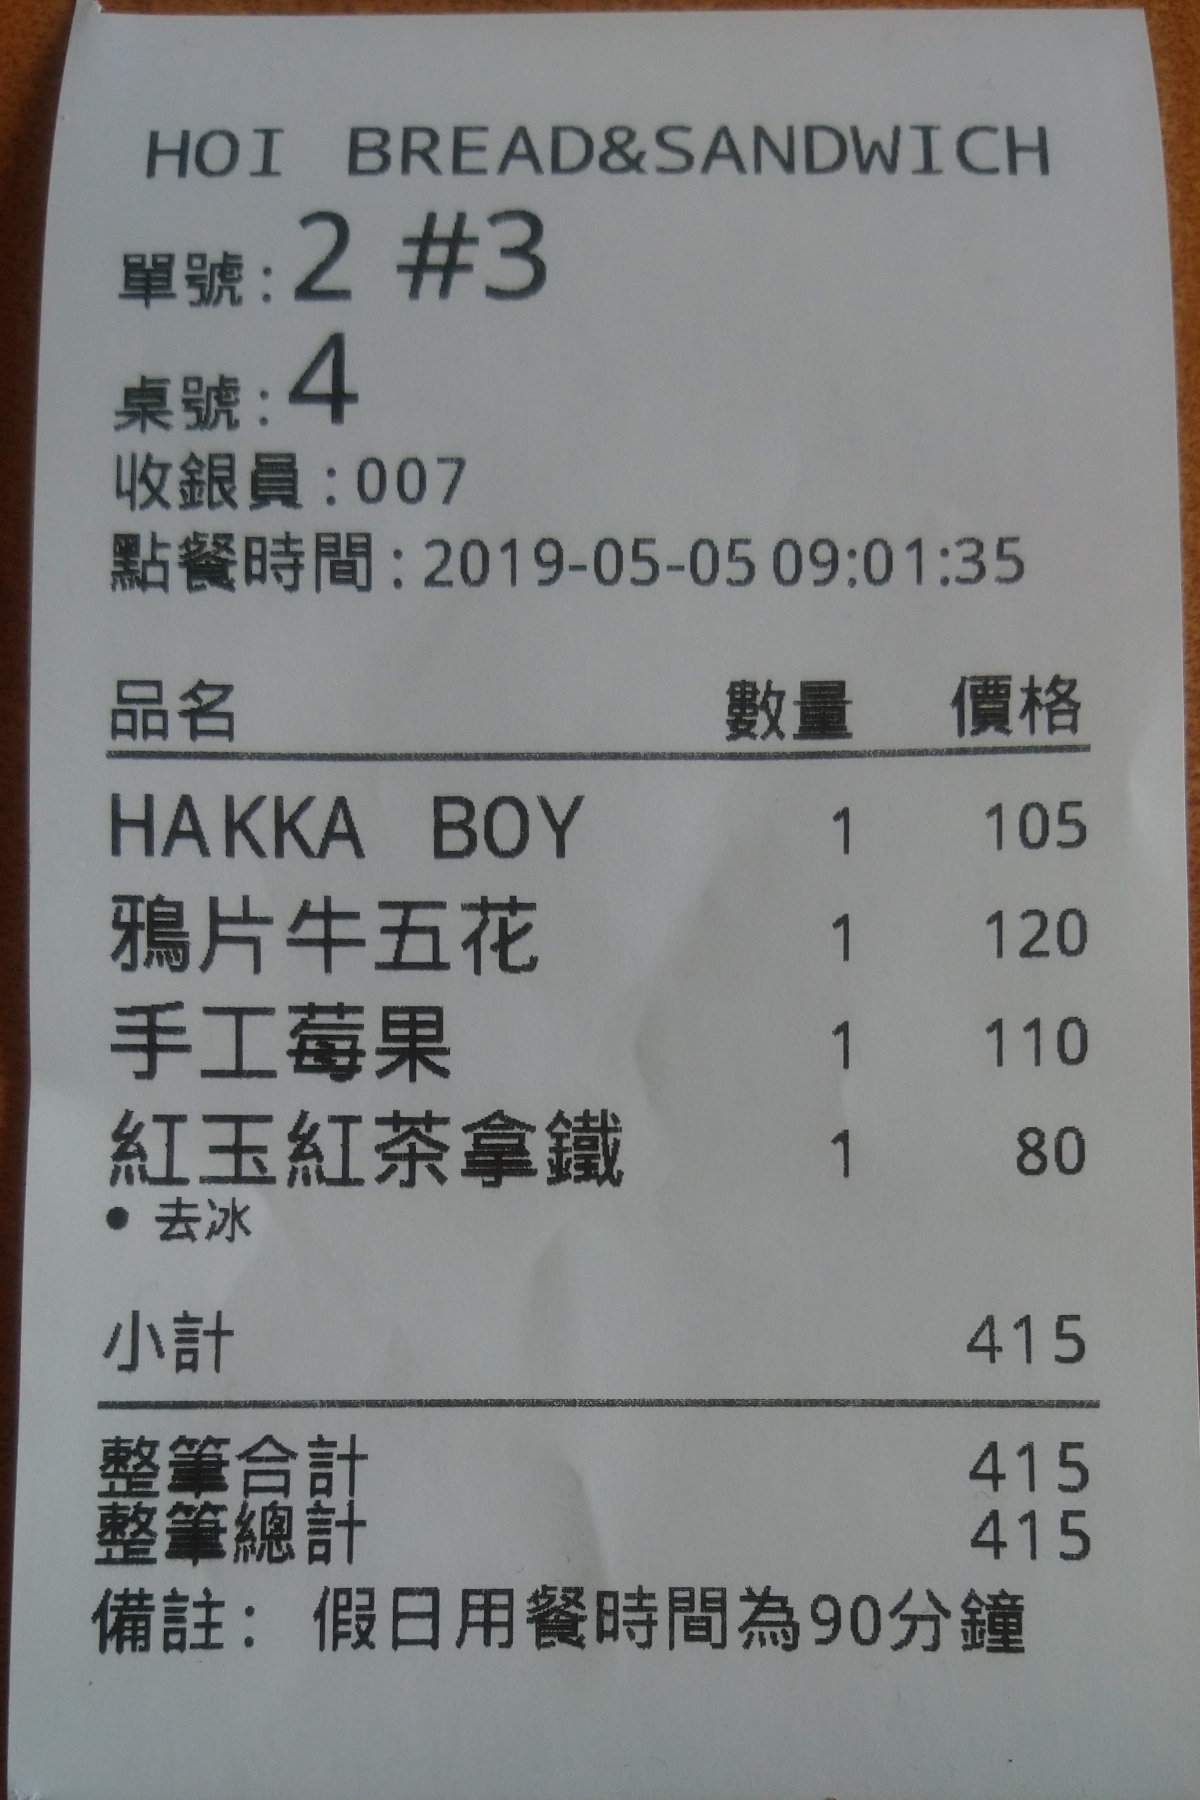 HOI BREAD&SANDWICH
單號:2 #3
桌號:4
收銀員:007
點餐時間:2019-05-05 09:01:35
品名 數量 價格
HAKKA BOY 1 105
鴉片牛五花 1 120
手工莓果 1 110
紅玉紅茶拿鐵 1 80
• 去冰
小計 415
整筆合計 415
整筆總計 415
備註: 假日用餐時間為90分鐘